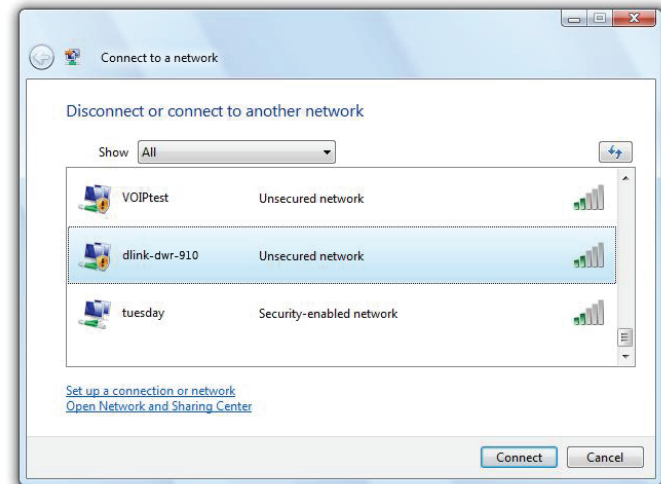 Connect to a network
Disconnect or connect to another network
Show All
VOIPtest Unsecured network
dlink-dwr-910 Unsecured network
tuesday Security-enabled network
Set up a connection or network
Open Network and Sharing Center
Connect Cancel